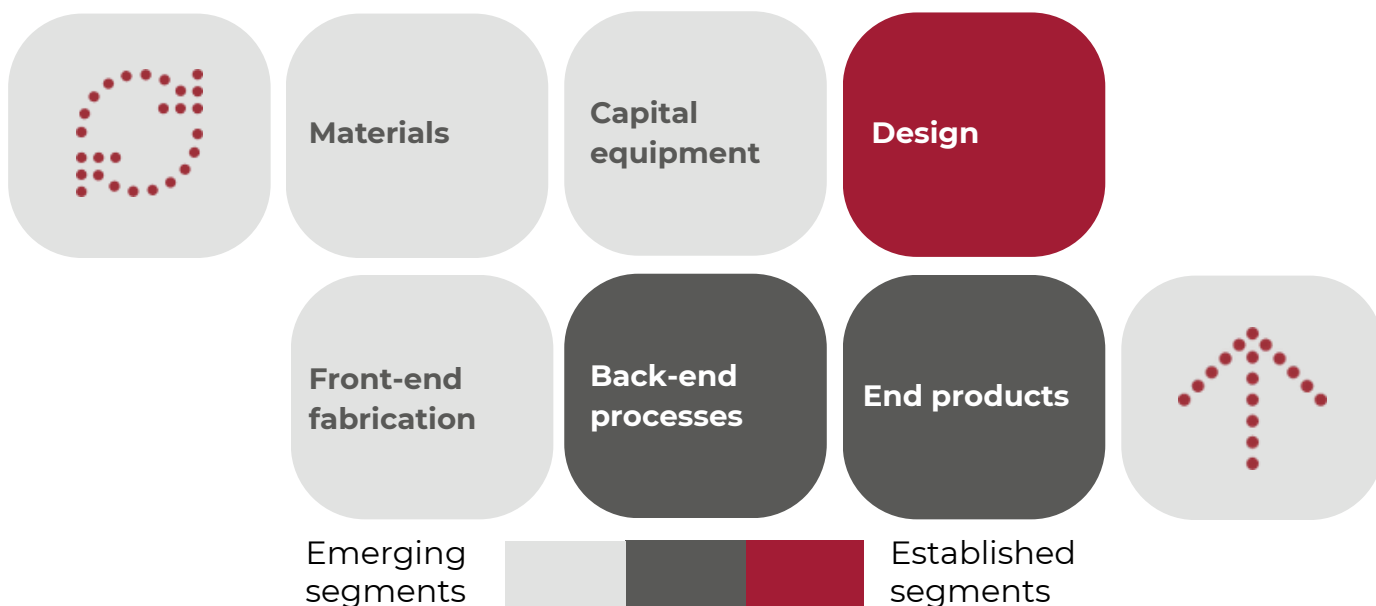 Materials
Capital
equipment
Design
Front-end
fabrication
Back-end
processes
End products
Emerging
segments
Established
segments